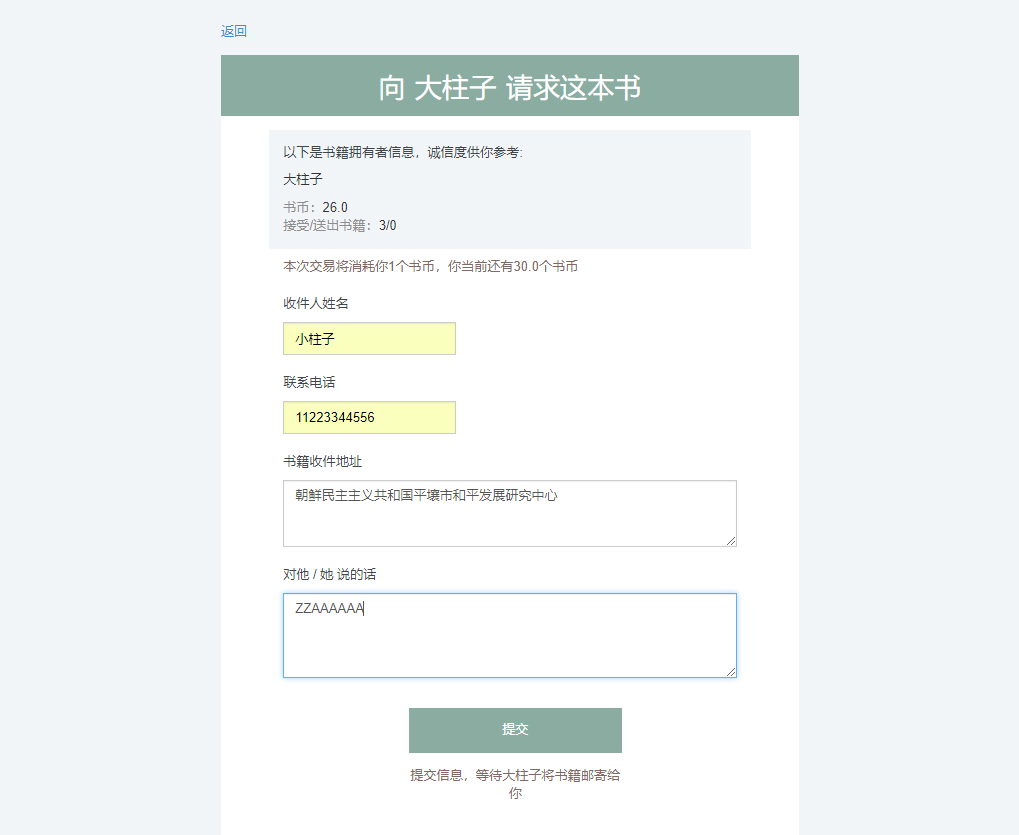 返回
向 大柱子 请求这本书
以下是书籍拥有者信息，诚信度供你参考:
大柱子
书币：26.0
接受/送出书籍：3/0
本次交易将消耗你1个书币，你当前还有30.0个书币
收件人姓名
小柱子
联系电话
11223344556
书籍收件地址
朝鲜民主主义共和国平壤市和平发展研究中心
对他 / 她 说的话
ZZAAAAAA
提交
提交信息，等待大柱子将书籍邮寄给
你